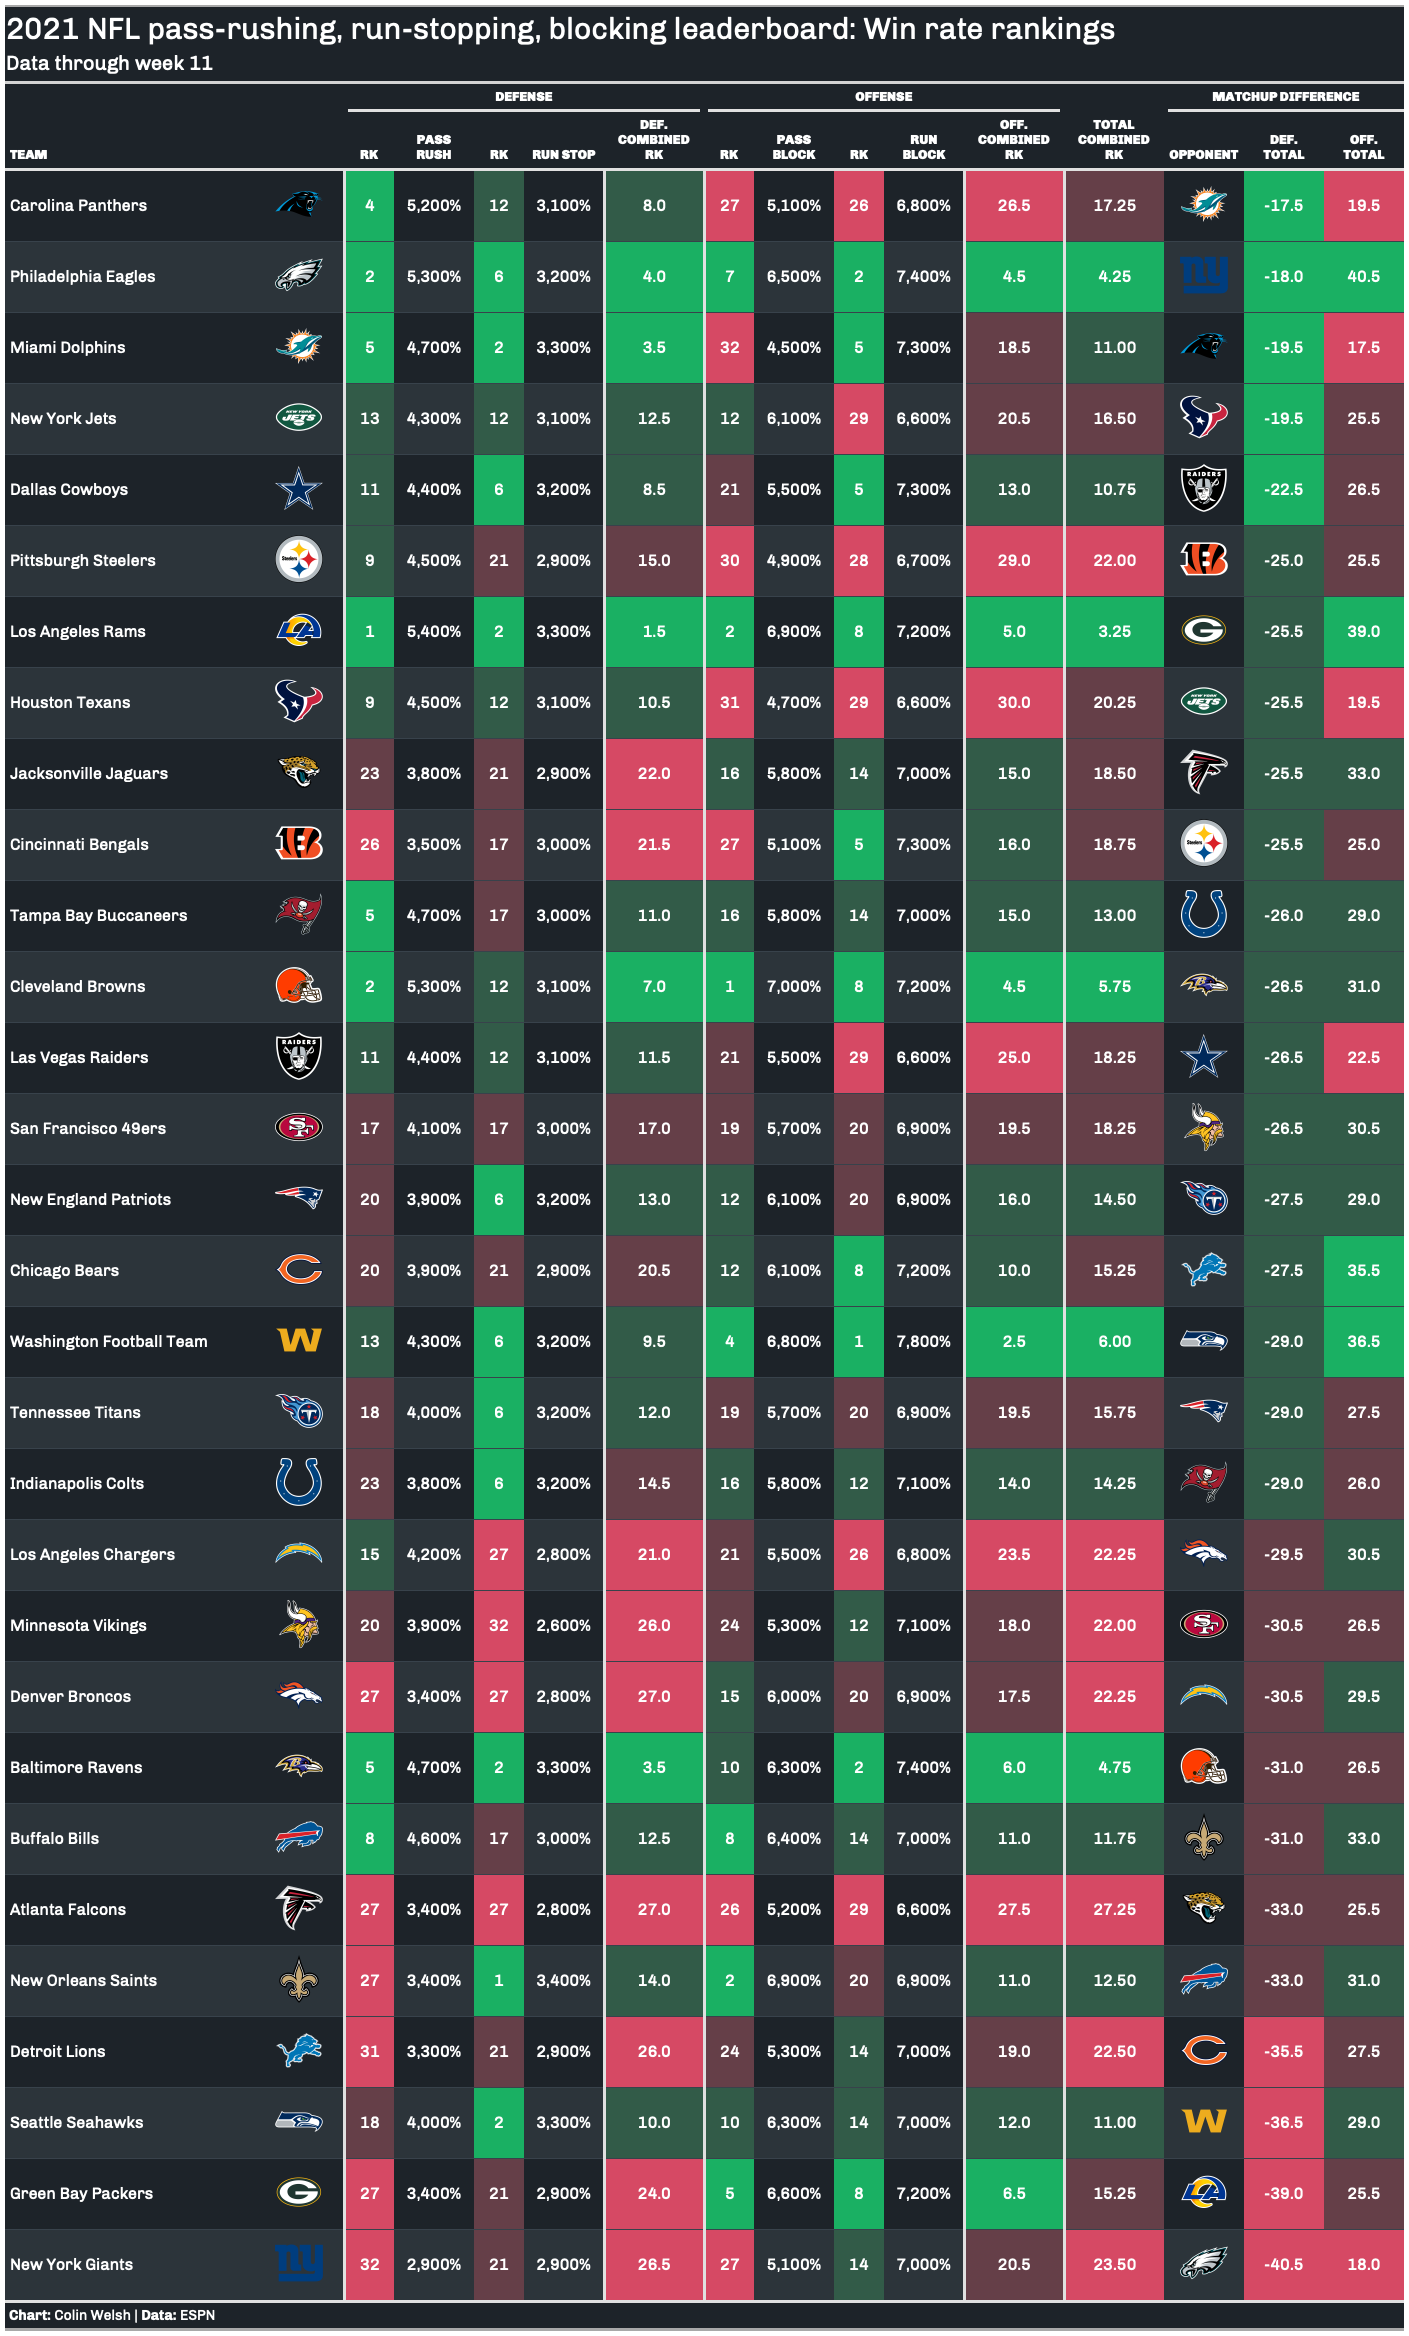 2021 NFL pass-rushing, run-stopping, blocking leaderboard: Win rate rankings
Data through week 11
DEFENSE OFFENSE MATCHUP DIFFERENCE
TEAM RK PASS RUSH RK RUN STOP DEF. COMBINED RK RK PASS BLOCK RK RUN BLOCK OFF. COMBINED RK TOTAL COMBINED RK OPPONENT DEF. TOTAL OFF. TOTAL
Carolina Panthers 4 5,200% 12 3,100% 8.0 27 5,100% 26 6,800% 26.5 17.25 -17.5 19.5
Philadelphia Eagles 2 5,300% 6 3,200% 4.0 7 6,500% 2 7,400% 4.5 4.25 ny -18.0 40.5
Miami Dolphins 5 4,700% 2 3,300% 3.5 32 4,500% 5 7,300% 18.5 11.00 -19.5 17.5
New York Jets NEW YORK JETS 13 4,300% 12 3,100% 12.5 12 6,100% 29 6,600% 20.5 16.50 -19.5 25.5
Dallas Cowboys 11 4,400% 6 3,200% 8.5 21 5,500% 5 7,300% 13.0 10.75 RAIDERS -22.5 26.5
Pittsburgh Steelers Steelers 9 4,500% 21 2,900% 15.0 30 4,900% 28 6,700% 29.0 22.00 B -25.0 25.5
Los Angeles Rams LA 1 5,400% 2 3,300% 1.5 2 6,900% 8 7,200% 5.0 3.25 G -25.5 39.0
Houston Texans 9 4,500% 12 3,100% 10.5 31 4,700% 29 6,600% 30.0 20.25 NEW YORK JETS -25.5 19.5
Jacksonville Jaguars 23 3,800% 21 2,900% 22.0 16 5,800% 14 7,000% 15.0 18.50 -25.5 33.0
Cincinnati Bengals B 26 3,500% 17 3,000% 21.5 27 5,100% 5 7,300% 16.0 18.75 Steelers -25.5 25.0
Tampa Bay Buccaneers 5 4,700% 17 3,000% 11.0 16 5,800% 14 7,000% 15.0 13.00 -26.0 29.0
Cleveland Browns 2 5,300% 12 3,100% 7.0 1 7,000% 8 7,200% 4.5 5.75 B -26.5 31.0
Las Vegas Raiders RAIDERS 11 4,400% 12 3,100% 11.5 21 5,500% 29 6,600% 25.0 18.25 -26.5 22.5
San Francisco 49ers SF 17 4,100% 17 3,000% 17.0 19 5,700% 20 6,900% 19.5 18.25 -26.5 30.5
New England Patriots 20 3,900% 6 3,200% 13.0 12 6,100% 20 6,900% 16.0 14.50 T -27.5 29.0
Chicago Bears C 20 3,900% 21 2,900% 20.5 12 6,100% 8 7,200% 10.0 15.25 -27.5 35.5
Washington Football Team W 13 4,300% 6 3,200% 9.5 4 6,800% 1 7,800% 2.5 6.00 -29.0 36.5
Tennessee Titans T 18 4,000% 6 3,200% 12.0 19 5,700% 20 6,900% 19.5 15.75 -29.0 27.5
Indianapolis Colts 23 3,800% 6 3,200% 14.5 16 5,800% 12 7,100% 14.0 14.25 -29.0 26.0
Los Angeles Chargers 15 4,200% 27 2,800% 21.0 21 5,500% 26 6,800% 23.5 22.25 -29.5 30.5
Minnesota Vikings 20 3,900% 32 2,600% 26.0 24 5,300% 12 7,100% 18.0 22.00 SF -30.5 26.5
Denver Broncos 27 3,400% 27 2,800% 27.0 15 6,000% 20 6,900% 17.5 22.25 -30.5 29.5
Baltimore Ravens B 5 4,700% 2 3,300% 3.5 10 6,300% 2 7,400% 6.0 4.75 -31.0 26.5
Buffalo Bills 8 4,600% 17 3,000% 12.5 8 6,400% 14 7,000% 11.0 11.75 -31.0 33.0
Atlanta Falcons 27 3,400% 27 2,800% 27.0 26 5,200% 29 6,600% 27.5 27.25 -33.0 25.5
New Orleans Saints 27 3,400% 1 3,400% 14.0 2 6,900% 20 6,900% 11.0 12.50 -33.0 31.0
Detroit Lions 31 3,300% 21 2,900% 26.0 24 5,300% 14 7,000% 19.0 22.50 C -35.5 27.5
Seattle Seahawks 18 4,000% 2 3,300% 10.0 10 6,300% 14 7,000% 12.0 11.00 W -36.5 29.0
Green Bay Packers G 27 3,400% 21 2,900% 24.0 5 6,600% 8 7,200% 6.5 15.25 LA -39.0 25.5
New York Giants ny 32 2,900% 21 2,900% 26.5 27 5,100% 14 7,000% 20.5 23.50 -40.5 18.0
Chart: Colin Welsh | Data: ESPN